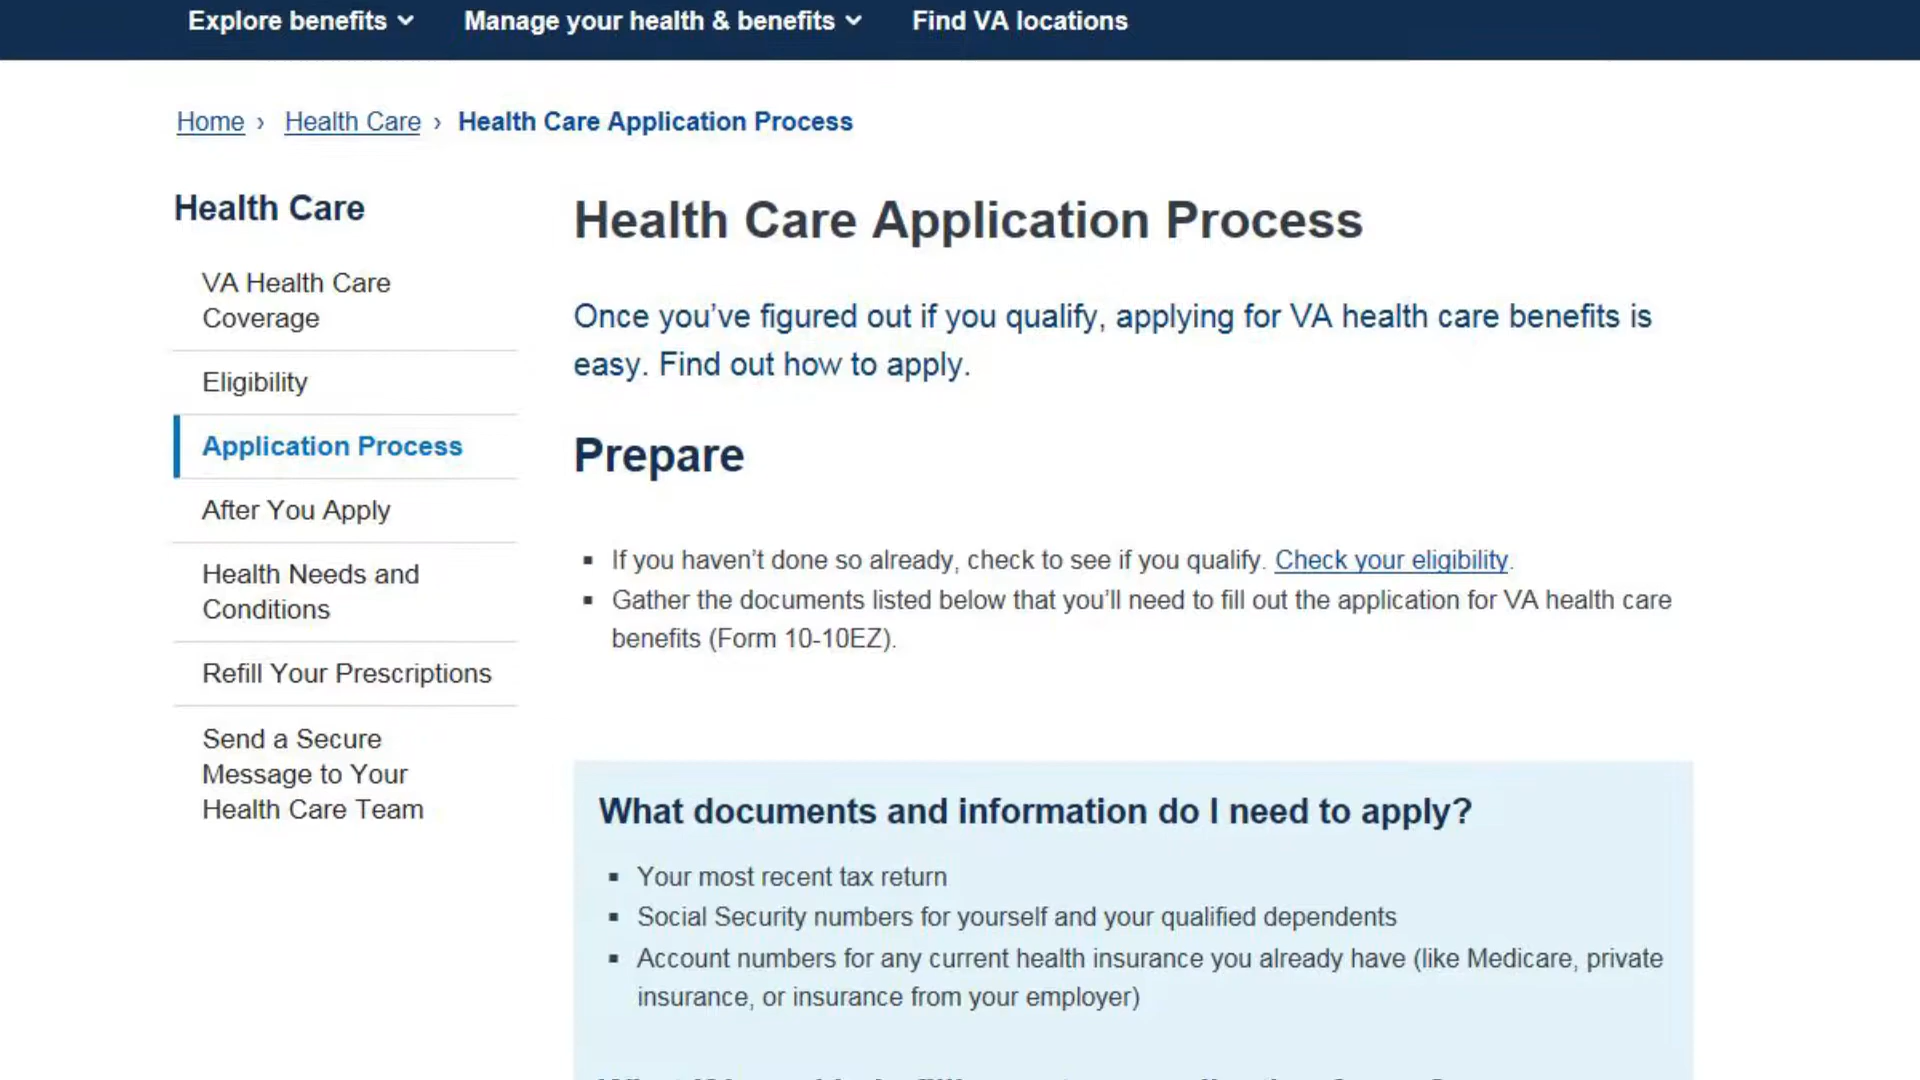 Explore benefits Manage your health & benefits Find VA locations
Home › Health Care › Health Care Application Process
Health Care
VA Health Care
Coverage
Eligibility
Application Process
After You Apply
Health Needs and
Conditions
Refill Your Prescriptions
Send a Secure
Message to Your
Health Care Team
Health Care Application Process
Once you’ve figured out if you qualify, applying for VA health care benefits is
easy. Find out how to apply.
Prepare
▪ If you haven’t done so already, check to see if you qualify. Check your eligibility.
▪ Gather the documents listed below that you’ll need to fill out the application for VA health care
benefits (Form 10-10EZ).
What documents and information do I need to apply?
▪ Your most recent tax return
▪ Social Security numbers for yourself and your qualified dependents
▪ Account numbers for any current health insurance you already have (like Medicare, private
insurance, or insurance from your employer)